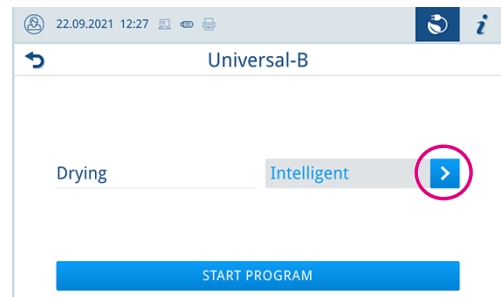 22.09.2021 12:27
i
Universal-B
Drying
Intelligent
START PROGRAM